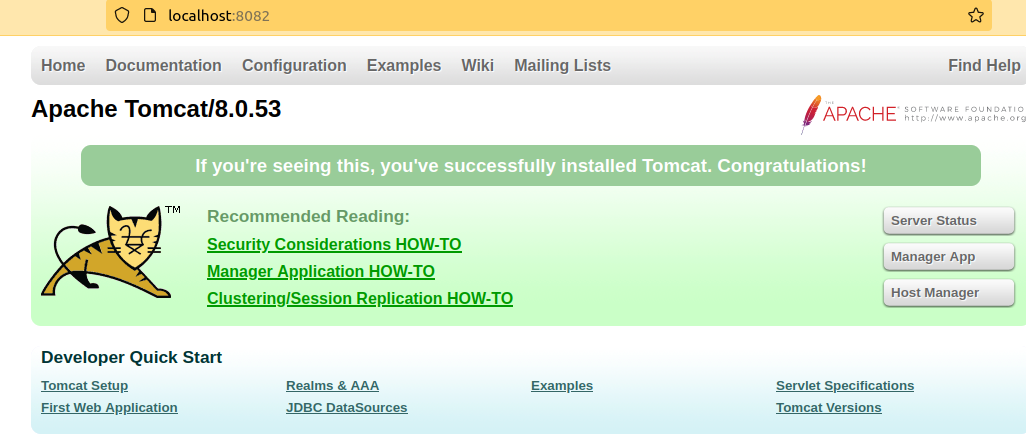 localhost:8082
Home Documentation Configuration Examples Wiki Mailing Lists Find Help
Apache Tomcat/8.0.53
THE
APACHE SOFTWARE FOUNDATIO
http://www.apache.org
If you're seeing this, you've successfully installed Tomcat. Congratulations!
TM
Recommended Reading:
Security Considerations HOW-TO
Manager Application HOW-TO
Clustering/Session Replication HOW-TO
Server Status
Manager App
Host Manager
Developer Quick Start
Tomcat Setup
First Web Application
Realms & AAA
JDBC DataSources
Examples
Servlet Specifications
Tomcat Versions